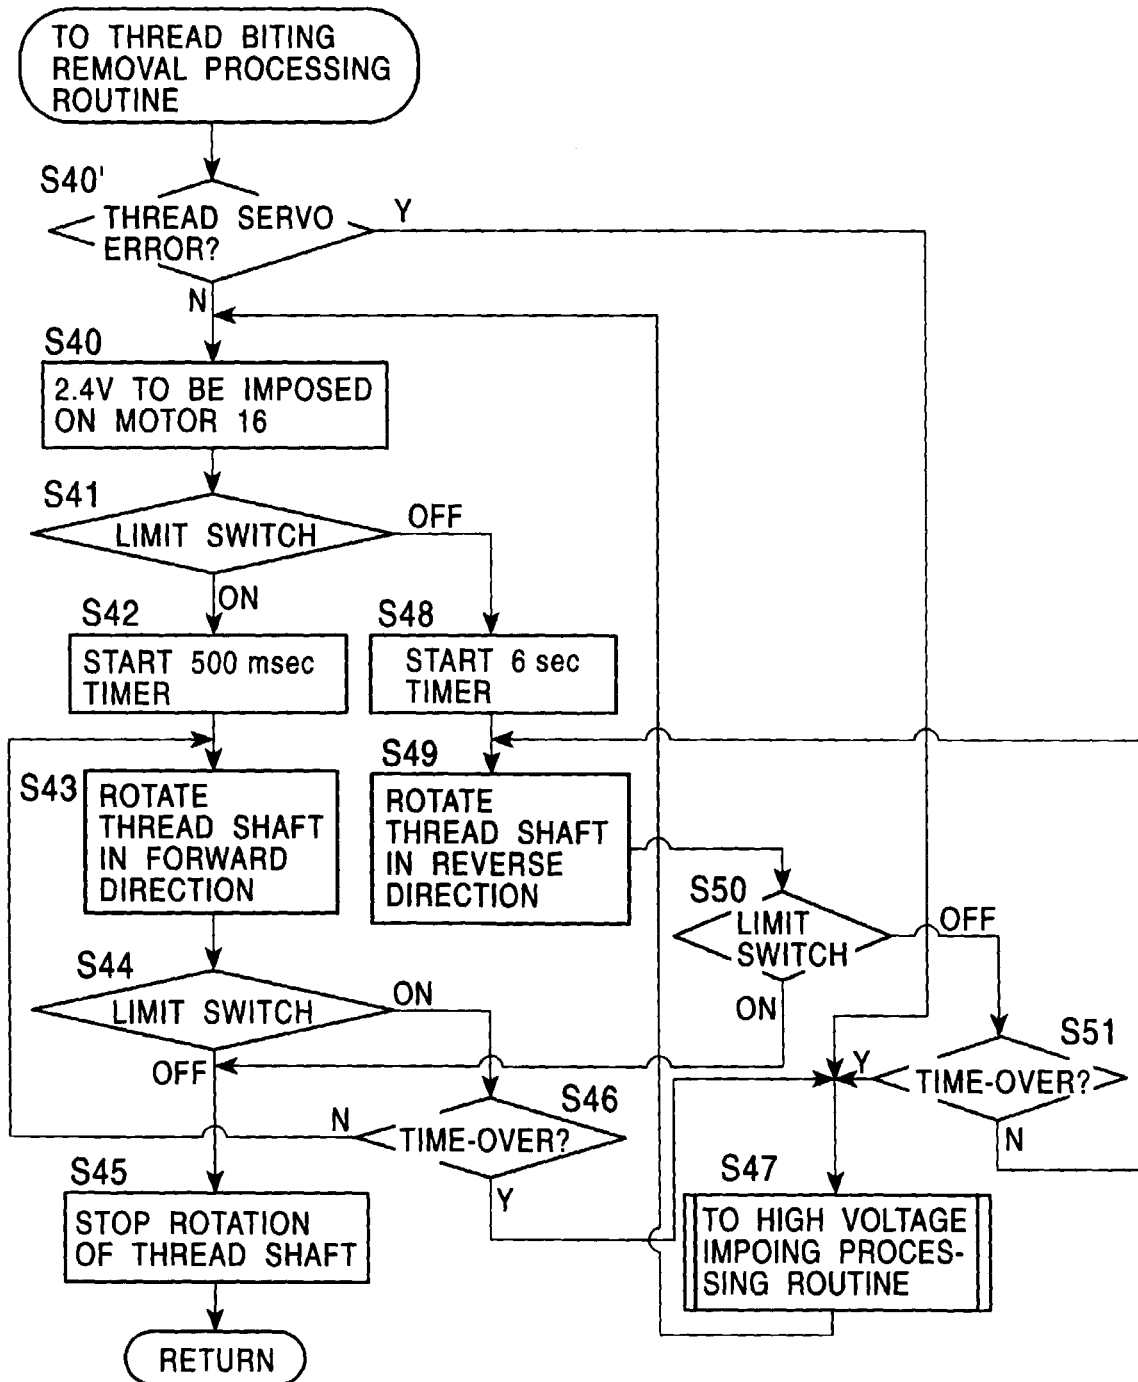 TO THREAD BITING
REMOVAL PROCESSING
ROUTINE
S40'
THREAD SERVO
ERROR?
Y
N
S40
2.4V TO BE IMPOSED
ON MOTOR 16
S41
LIMIT SWITCH
OFF
ON
S42
START 500 msec
TIMER
S48
START 6 sec
TIMER
S43
ROTATE
THREAD SHAFT
IN FORWARD
DIRECTION
S49
ROTATE
THREAD SHAFT
IN REVERSE
DIRECTION
S50
LIMIT
SWITCH
OFF
ON
S44
LIMIT SWITCH
ON
OFF
S51
TIME-OVER?
Y
N
S46
TIME-OVER?
N
Y
S45
STOP ROTATION
OF THREAD SHAFT
S47
TO HIGH VOLTAGE
IMPOING PROCES-
SING ROUTINE
RETURN